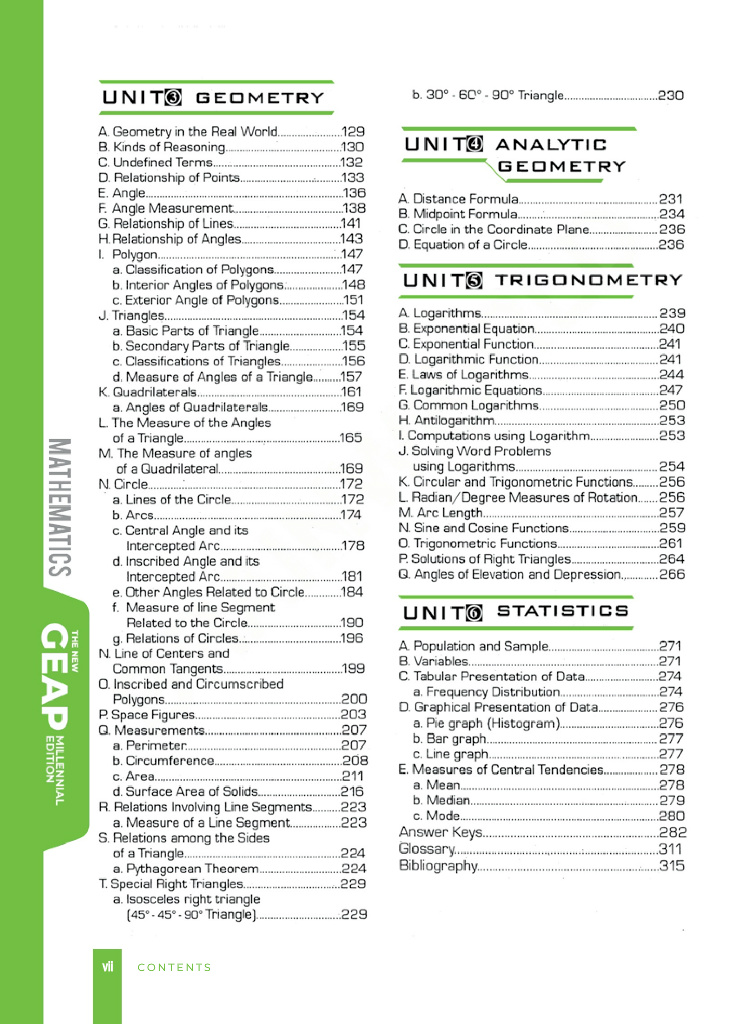 UNIT③ GEOMETRY
A. Geometry in the Real World......................129
B. Kinds of Reasoning......................................130
C. Undefined Terms..........................................132
D. Relationship of Points..................................133
E. Angle................................................................136
F. Angle Measurement.....................................138
G. Relationship of Lines....................................141
H. Relationship of Angles.................................143
I. Polygon.............................................................147
a. Classification of Polygons.......................147
b. Interior Angles of Polygons....................148
c. Exterior Angle of Polygons.....................151
J. Triangles..........................................................154
a. Basic Parts of Triangle...........................154
b. Secondary Parts of Triangle.................155
c. Classifications of Triangles....................156
d. Measure of Angles of a Triangle..........157
K. Quadrilaterals................................................161
a. Angles of Quadrilaterals........................169
L. The Measure of the Angles
of a Triangle.....................................................165
M. The Measure of angles
of a Quadrilateral.........................................169
N. Circle................................................................172
a. Lines of the Circle.....................................172
b. Arcs..............................................................174
c. Central Angle and its
Intercepted Arc.........................................178
d. Inscribed Angle and its
Intercepted Arc.........................................181
e. Other Angles Related to Circle............184
f. Measure of line Segment
Related to the Circle...............................190
g. Relations of Circles..................................196
N. Line of Centers and
Common Tangents........................................199
O. Inscribed and Circumscribed
Polygons...........................................................200
P. Space Figures.................................................203
Q. Measurements..............................................207
a. Perimeter...................................................207
b. Circumference..........................................208
c. Area..............................................................211
d. Surface Area of Solids............................216
R. Relations Involving Line Segments.........223
a. Measure of a Line Segment.................223
S. Relations among the Sides
of a Triangle.....................................................224
a. Pythagorean Theorem...........................224
T. Special Right Triangles................................229
a. Isosceles right triangle
(45° - 45° - 90° Triangle).............................229
b. 30° - 60° - 90° Triangle................................230
UNIT④ ANALYTIC
GEOMETRY
A. Distance Formula...............................................231
B. Midpoint Formula................................................234
C. Circle in the Coordinate Plane.......................236
D. Equation of a Circle............................................236
UNIT⑤ TRIGONOMETRY
A. Logarithms............................................................239
B. Exponential Equation.........................................240
C. Exponential Function..........................................241
D. Logarithmic Function.........................................241
E. Laws of Logarithms...........................................244
F. Logarithmic Equations.......................................247
G. Common Logarithms.........................................250
H. Antilogarithm........................................................253
I. Computations using Logarithm.......................253
J. Solving Word Problems
using Logarithms................................................254
K. Circular and Trigonometric Functions.........256
L. Radian/Degree Measures of Rotation.......256
M. Arc Length...........................................................257
N. Sine and Cosine Functions...............................259
O. Trigonometric Functions...................................261
P. Solutions of Right Triangles.............................264
Q. Angles of Elevation and Depression.............266
UNIT⑥ STATISTICS
A. Population and Sample.....................................271
B. Variables.................................................................271
C. Tabular Presentation of Data.........................274
a. Frequency Distribution.................................274
D. Graphical Presentation of Data....................276
a. Pie graph (Histogram).................................276
b. Bar graph..........................................................277
c. Line graph.........................................................277
E. Measures of Central Tendencies..................278
a. Mean...................................................................278
b. Median...............................................................279
c. Mode...................................................................280
Answer Keys.............................................................282
Glossary.....................................................................311
Bibliography...............................................................315
MATHEMATICS
THE NEW
GEAP
MILLENNIAL
EDITION
vii CONTENTS